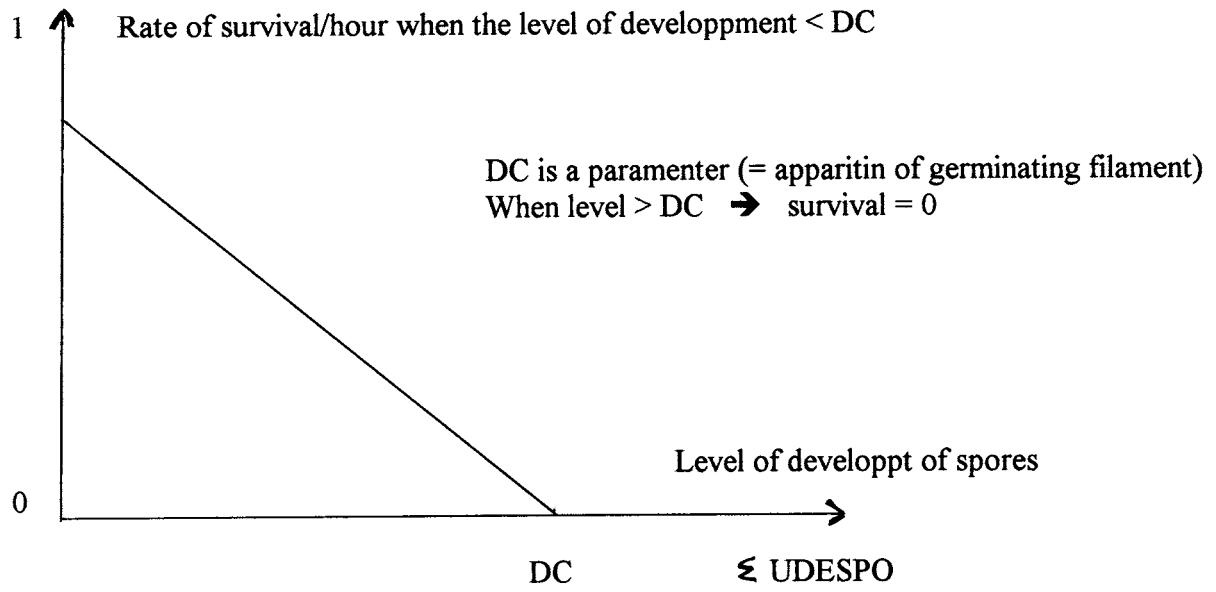 1 Rate of survival/hour when the level of developpment < DC
DC is a paramenter (= apparitin of germinating filament)
When level > DC ➔ survival = 0
Level of developpt of spores
0
DC Σ UDESPO